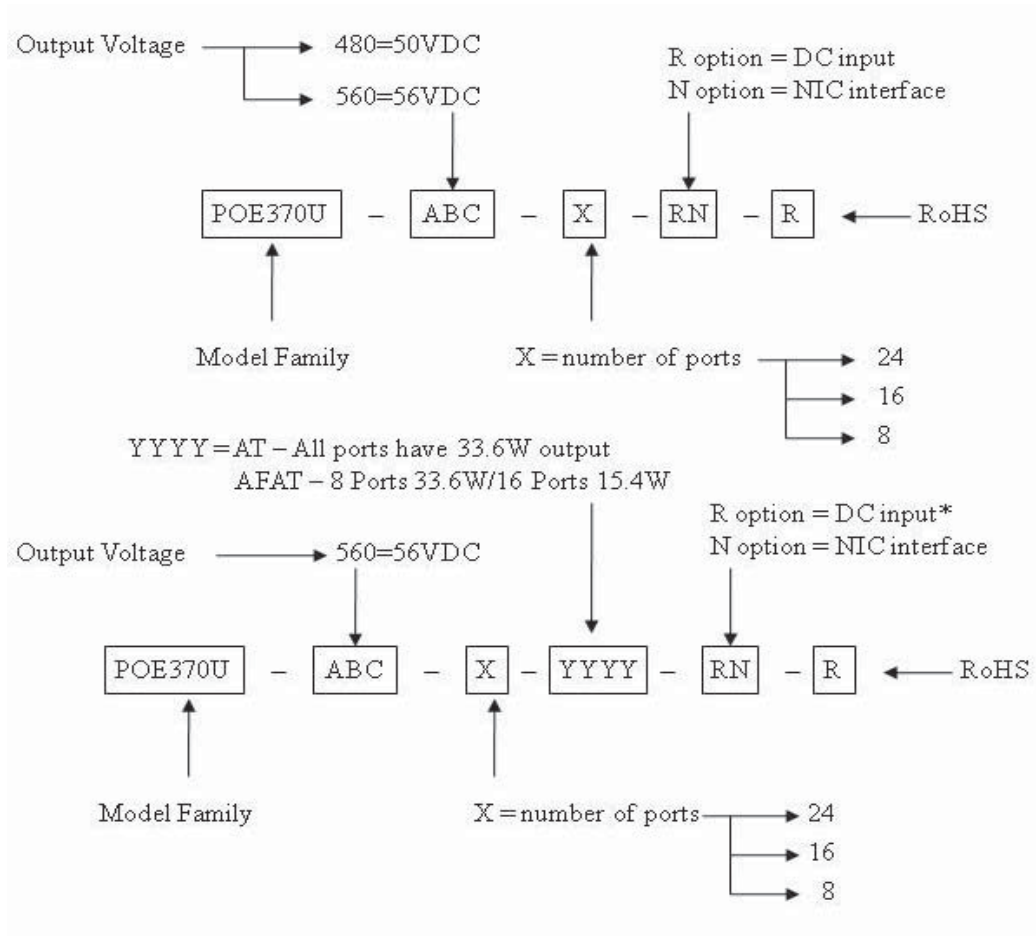 Output Voltage
480=50VDC
560=56VDC
R option = DC input
N option = NIC interface
POE370U – ABC – X – RN – R
RoHS
Model Family
X = number of ports
24
16
8
YYYY = AT – All ports have 33.6W output
AFAT – 8 Ports 33.6W/16 Ports 15.4W
R option = DC input*
N option = NIC interface
Output Voltage
560=56VDC
POE370U – ABC – X – YYYY – RN – R
RoHS
Model Family
X = number of ports
24
16
8